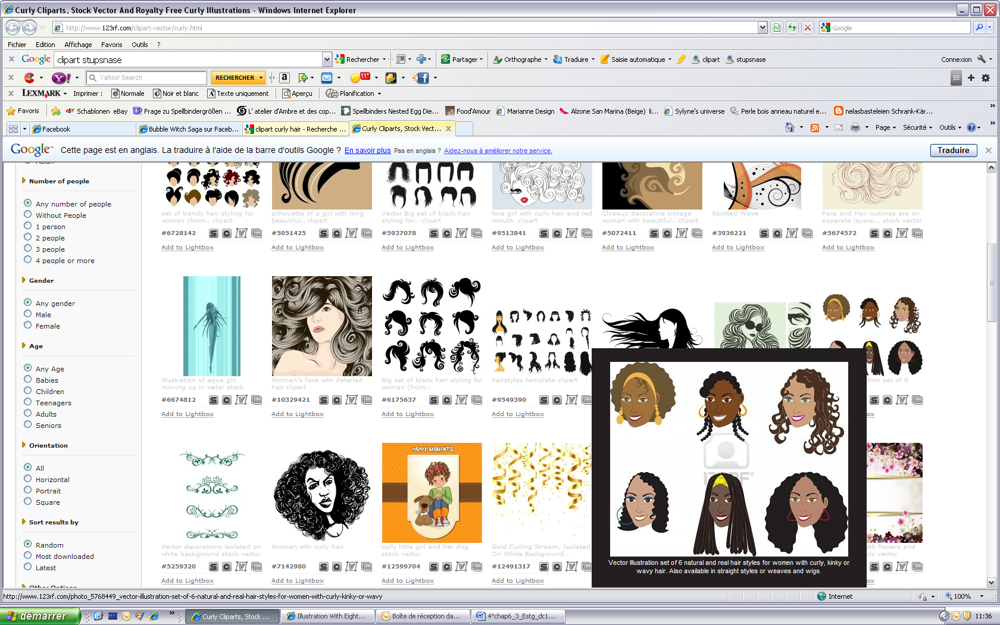 Curly Cliparts, Stock Vector And Royalty Free Curly Illustrations - Windows Internet Explorer
http://www.123rf.com/clipart-vector/curly.html
Google
Fichier Edition Affichage Favoris Outils ?
x Google clipart stupsnase Rechercher Partager Orthographe Traduire Saisie automatique clipart stupsnase Connexion
x Y! Yahoo! Search RECHERCHER a 11° f
x LEXMARK Imprimer : Normale Noir et blanc Texte uniquement Aperçu Planification
Favoris Schablonen eBay Frage zu Spellbindergrößen ... L' atelier d'Ambre et des cop... Spellbinders Nested Egg Die... Food'Amour Marianne Design Alzone San Marina (Beige) li... Sylyne's universe Perle bois anneau naturel e... nelasbasteleien Schrank-Kär...
Facebook Bubble Witch Saga sur Faceb... clipart curly hair - Recherche ... Curly Cliparts, Stock Vect... x Page Sécurité Outils
Google™ Cette page est en anglais. La traduire à l'aide de la barre d'outils Google ? En savoir plus Pas en anglais ? Aidez-nous à améliorer notre service. Traduire
Number of people
Any number of people
Without People
1 person
2 people
3 people
4 people or more
Gender
Any gender
Male
Female
Age
Any Age
Babies
Children
Teenagers
Adults
Seniors
Orientation
All
Horizontal
Portrait
Square
Sort results by
Random
Most downloaded
Latest
Other Options
set of trendy hair styling for
woman (from.. clipart
#6728142
Add to Lightbox
silhouette of a girl with long
beautiful.. clipart
#5051425
Add to Lightbox
Vector Big set of black hair
styling for.. clipart
#5937078
Add to Lightbox
Nice girl with curly hair and red
mouth. clipart
#9513841
Add to Lightbox
Closeup decorative vintage
woman with beautiful.. clipart
#5072411
Add to Lightbox
Spotted Wave
#3936221
Add to Lightbox
Face and Hair outlines are on
separate layers... stock vector
#5674572
Add to Lightbox
illustration of aqua girl
moving up in water stock
#6674812
Add to Lightbox
Woman's face with detailed
hair clipart
#10329421
Add to Lightbox
Big set of black hair styling for
woman (from..
#6175637
Add to Lightbox
hairstyles template clipart
#9549390
Add to Lightbox
tion set of 6
box
Vector decorations isolated on
white background stock vector
#5259320
Add to Lightbox
Woman with curly hair
#7142980
Add to Lightbox
HAPPY MOMENTS
curly little girl and her dog
stock vector
#12599704
Add to Lightbox
Gold Curling Stream, Isolated
On White Background,..
#12491317
Add to Lightbox
123RF
Vector Illustration set of 6 natural and real hair styles for women with curly, kinky or
wavy hair. Also available in straight styles or weaves and wigs.
ith flowers and
stock vector
box
http://www.123rf.com/photo_5768449_vector-illustration-set-of-6-natural-and-real-hair-styles-for-women-with-curly-kinky-or-wavy Internet 100%
démarrer Curly Cliparts, Stock ... Illustration With Eight... Boîte de réception da... 4°chap6_3_Estg_dc1... 11:36